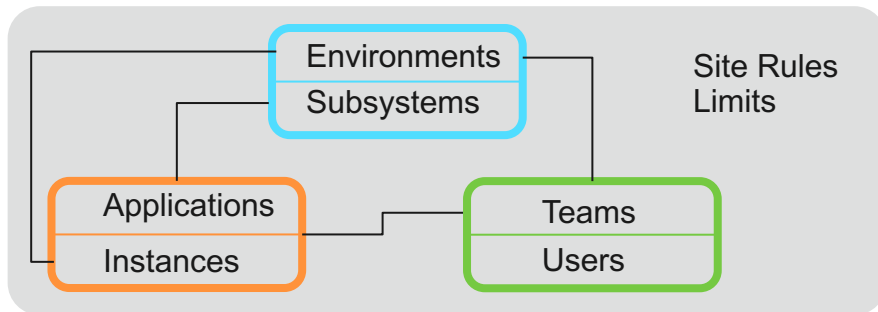 Environments
Subsystems
Site Rules
Limits
Applications
Instances
Teams
Users